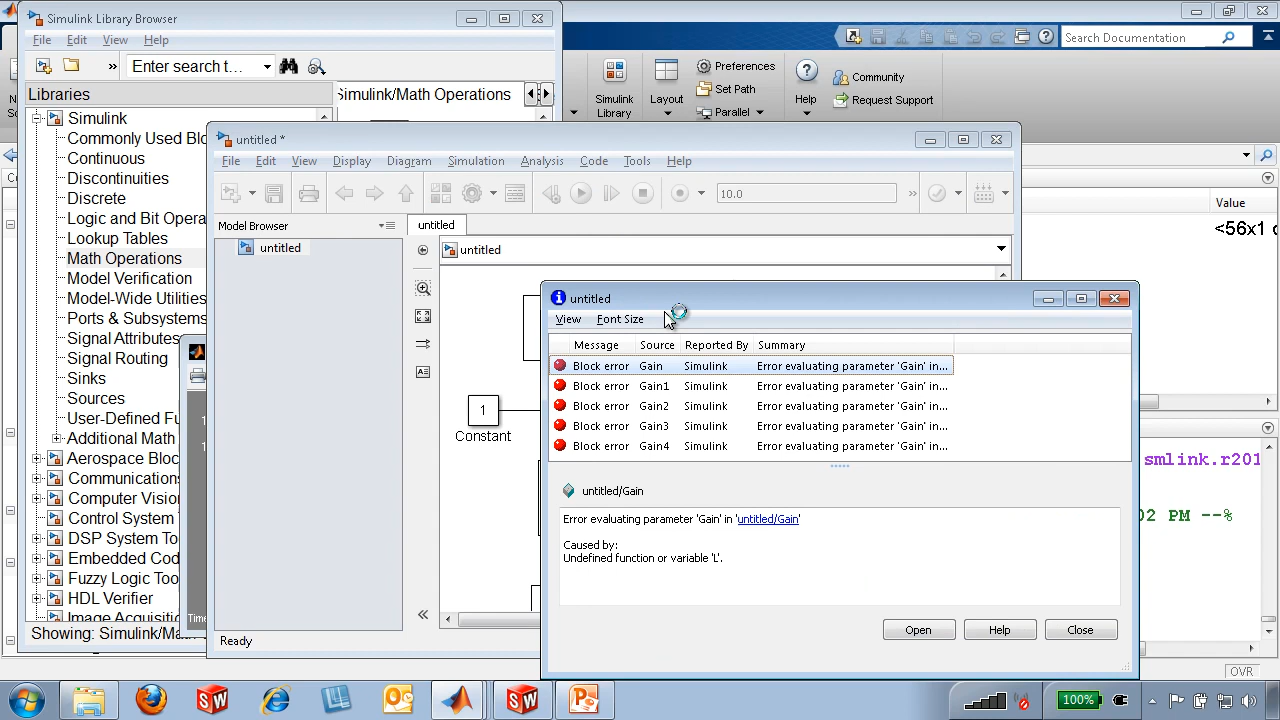 Simulink Library Browser
File Edit View Help
» Enter search t...
Libraries
Simulink/Math Operations
Simulink
Commonly Used Blo
Continuous
Discontinuities
Discrete
Logic and Bit Opera
Lookup Tables
Math Operations
Model Verification
Model-Wide Utilities
Ports & Subsystems
Signal Attributes
Signal Routing
Sinks
Sources
User-Defined Fu
Additional Math
Aerospace Bloc
Communications
Computer Vision
Control System
DSP System To
Embedded Code
Fuzzy Logic Too
HDL Verifier
Image Acquisiti
Showing: Simulink/Math
Search Documentation
Simulink
Library
Layout
Preferences
Set Path
Parallel
Help
Community
Request Support
Value
<56x1 c
smlink.r201
02 PM --%
OVR
Time
untitled *
File Edit View Display Diagram Simulation Analysis Code Tools Help
10.0 »
Model Browser
untitled
untitled
untitled
1
Constant
Ready
untitled
View Font Size
Message Source Reported By Summary
Block error Gain Simulink Error evaluating parameter 'Gain' in...
Block error Gain1 Simulink Error evaluating parameter 'Gain' in...
Block error Gain2 Simulink Error evaluating parameter 'Gain' in...
Block error Gain3 Simulink Error evaluating parameter 'Gain' in...
Block error Gain4 Simulink Error evaluating parameter 'Gain' in...
untitled/Gain
Error evaluating parameter 'Gain' in 'untitled/Gain'
Caused by:
Undefined function or variable 'L'.
Open Help Close
100%